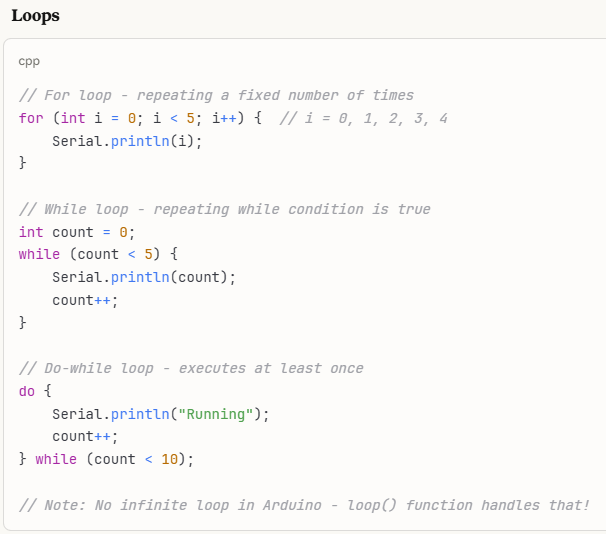 Loops
cpp
// For loop - repeating a fixed number of times
for (int i = 0; i < 5; i++) {  // i = 0, 1, 2, 3, 4
    Serial.println(i);
}

// While loop - repeating while condition is true
int count = 0;
while (count < 5) {
    Serial.println(count);
    count++;
}

// Do-while loop - executes at least once
do {
    Serial.println("Running");
    count++;
} while (count < 10);

// Note: No infinite loop in Arduino - loop() function handles that!